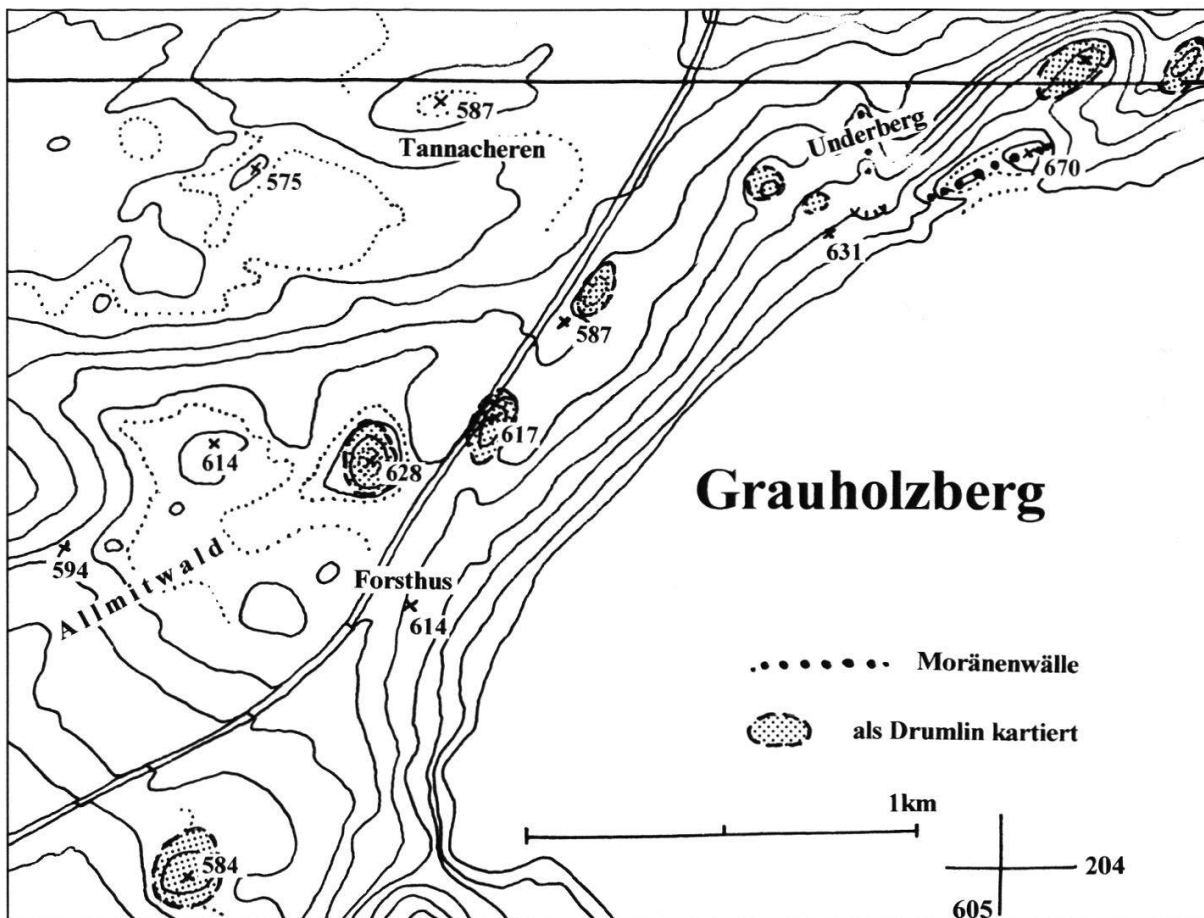 587
Tannacheren
575
Underberg
670
631
587
617
614
628
Grauholzberg
594
Allmitwald
Forsthus
614
Moränenwälle
als Drumlin kartiert
1km
584
204
605